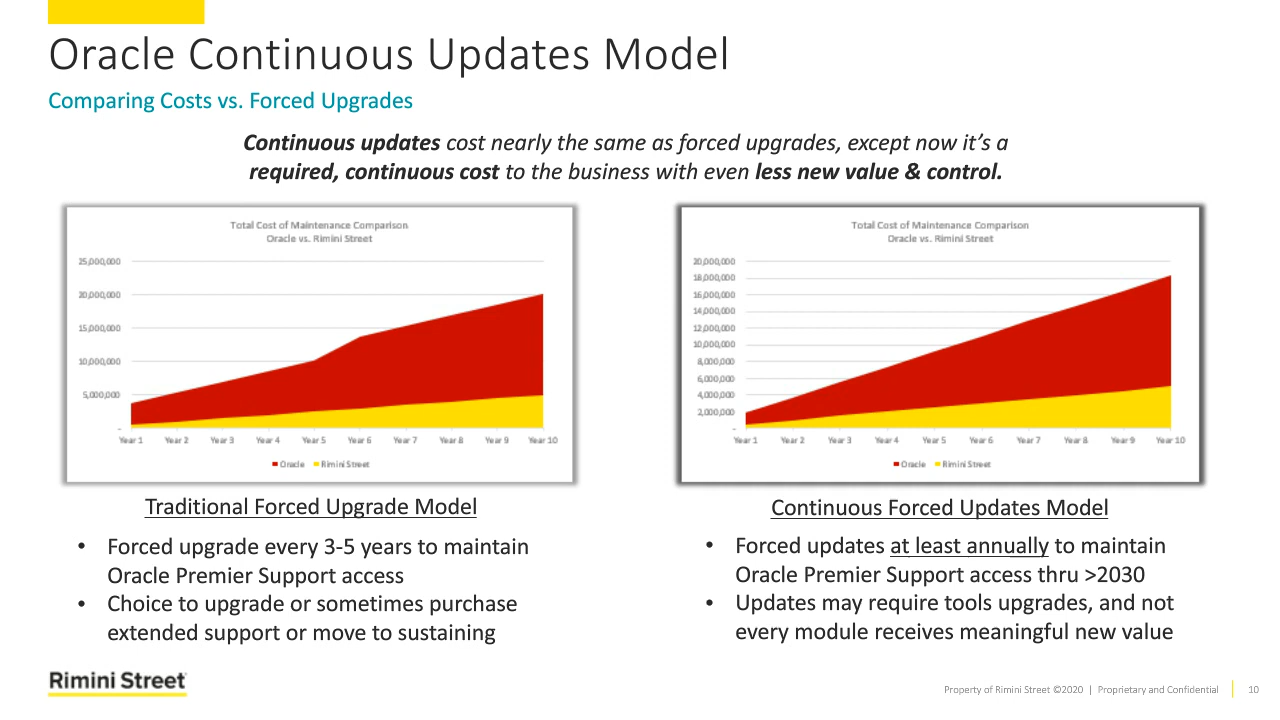 Oracle Continuous Updates Model
Comparing Costs vs. Forced Upgrades
Continuous updates cost nearly the same as forced upgrades, except now it's a
required, continuous cost to the business with even less new value & control.
Total Cost of Maintenance Comparison
Oracle vs. Rimini Street
25,000,000
20,000,000
15,000,000
10,000,000
5,000,000
-
Year 1 Year 2 Year 3 Year 4 Year 5 Year 6 Year 7 Year 8 Year 9 Year 10
Oracle Rimini Street
Traditional Forced Upgrade Model
• Forced upgrade every 3-5 years to maintain
Oracle Premier Support access
• Choice to upgrade or sometimes purchase
extended support or move to sustaining
Total Cost of Maintenance Comparison
Oracle vs. Rimini Street
20,000,000
18,000,000
16,000,000
14,000,000
12,000,000
10,000,000
8,000,000
6,000,000
4,000,000
2,000,000
-
Year 1 Year 2 Year 3 Year 4 Year 5 Year 6 Year 7 Year 8 Year 9 Year 10
Oracle Rimini Street
Continuous Forced Updates Model
• Forced updates at least annually to maintain
Oracle Premier Support access thru >2030
• Updates may require tools upgrades, and not
every module receives meaningful new value
Rimini Street
Property of Rimini Street ©2020 | Proprietary and Confidential 10